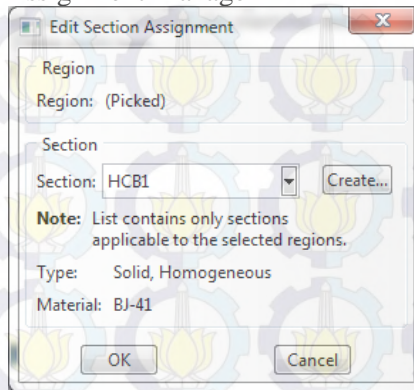 Edit Section Assignment
Region
Region: (Picked)
Section
Section: HCB1
Create...
Note: List contains only sections
applicable to the selected regions.
Type: Solid, Homogeneous
Material: BJ-41
OK
Cancel